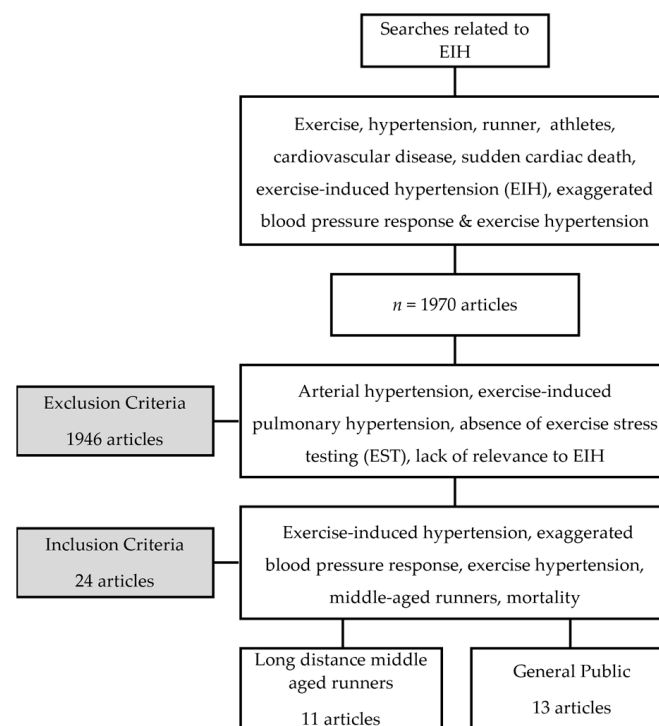 Searches related to
EIH
Exercise, hypertension, runner, athletes,
cardiovascular disease, sudden cardiac death,
exercise-induced hypertension (EIH), exaggerated
blood pressure response & exercise hypertension
n = 1970 articles
Exclusion Criteria
1946 articles
Arterial hypertension, exercise-induced
pulmonary hypertension, absence of exercise stress
testing (EST), lack of relevance to EIH
Inclusion Criteria
24 articles
Exercise-induced hypertension, exaggerated
blood pressure response, exercise hypertension,
middle-aged runners, mortality
Long distance middle
aged runners
11 articles
General Public
13 articles